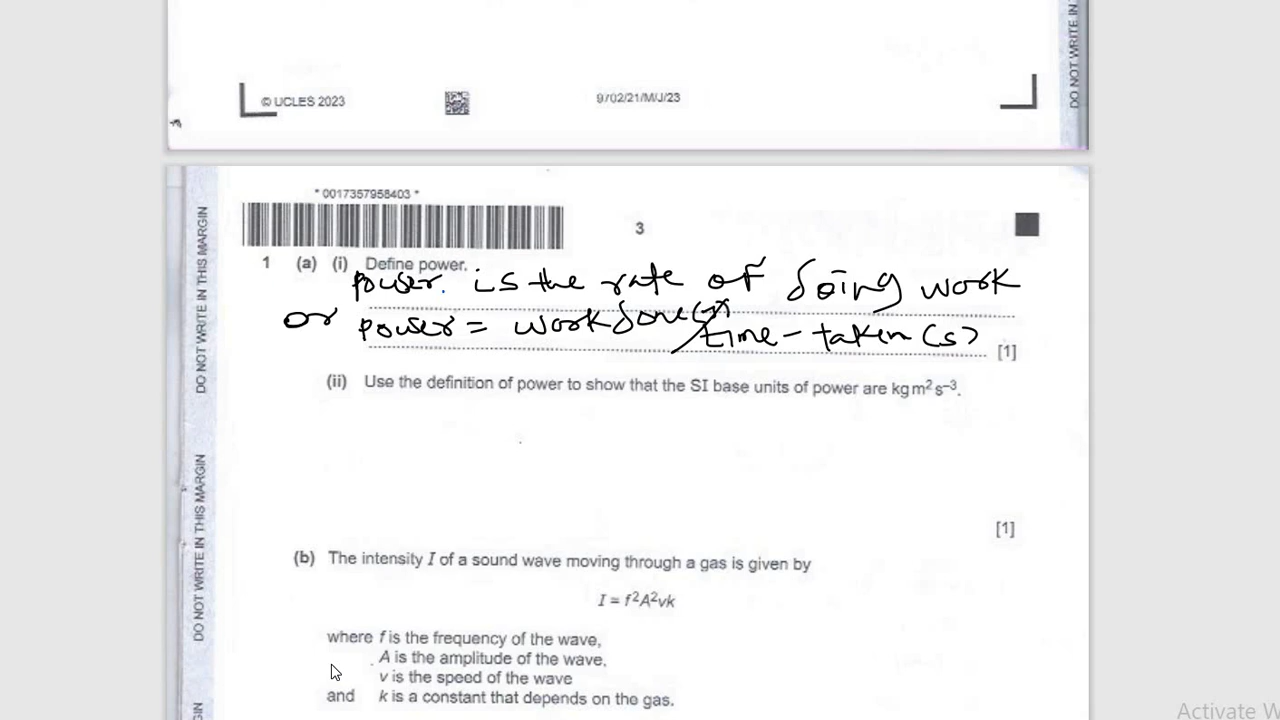 DO NOT WRITE IN
© UCLES 2023
9702/21/M/J/23
* 0017357958403 *
3
DO NOT WRITE IN THIS MARGIN
1 (a) (i) Define power.
power. is the rate of doing work
or power = work done (J) / time-taken (s)
[1]
(ii) Use the definition of power to show that the SI base units of power are kg m² s⁻³.
[1]
DO NOT WRITE IN THIS MARGIN
(b) The intensity I of a sound wave moving through a gas is given by
I = f²A²vk
where f is the frequency of the wave,
A is the amplitude of the wave,
v is the speed of the wave
and k is a constant that depends on the gas.
Activate W